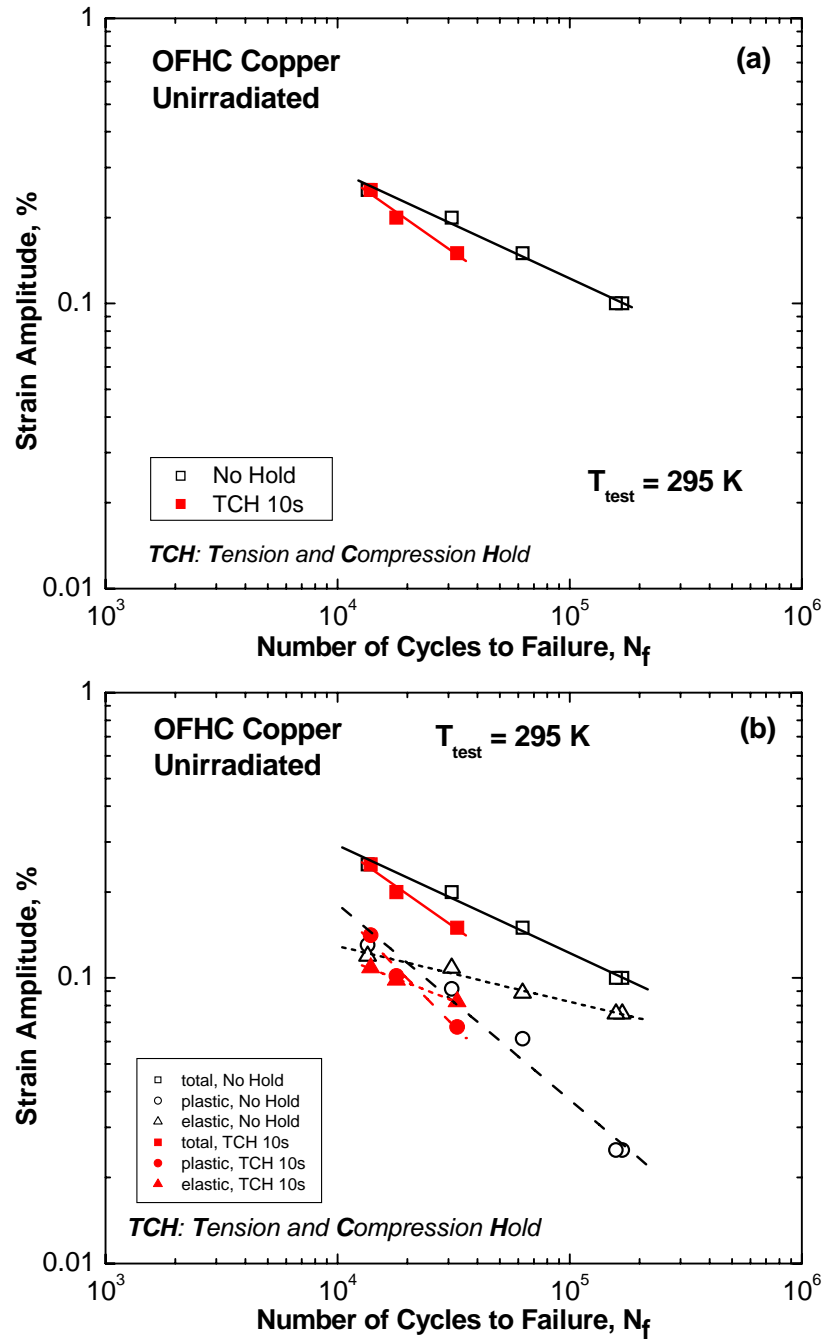 1
OFHC Copper
(a)
Unirradiated
Strain Amplitude, %
0.1
No Hold
TCH 10s
T_test = 295 K
TCH: Tension and Compression Hold
0.01
10^3 10^4 10^5 10^6
Number of Cycles to Failure, N_f
1
OFHC Copper
T_test = 295 K
(b)
Unirradiated
Strain Amplitude, %
0.1
total, No Hold
plastic, No Hold
elastic, No Hold
total, TCH 10s
plastic, TCH 10s
elastic, TCH 10s
TCH: Tension and Compression Hold
0.01
10^3 10^4 10^5 10^6
Number of Cycles to Failure, N_f